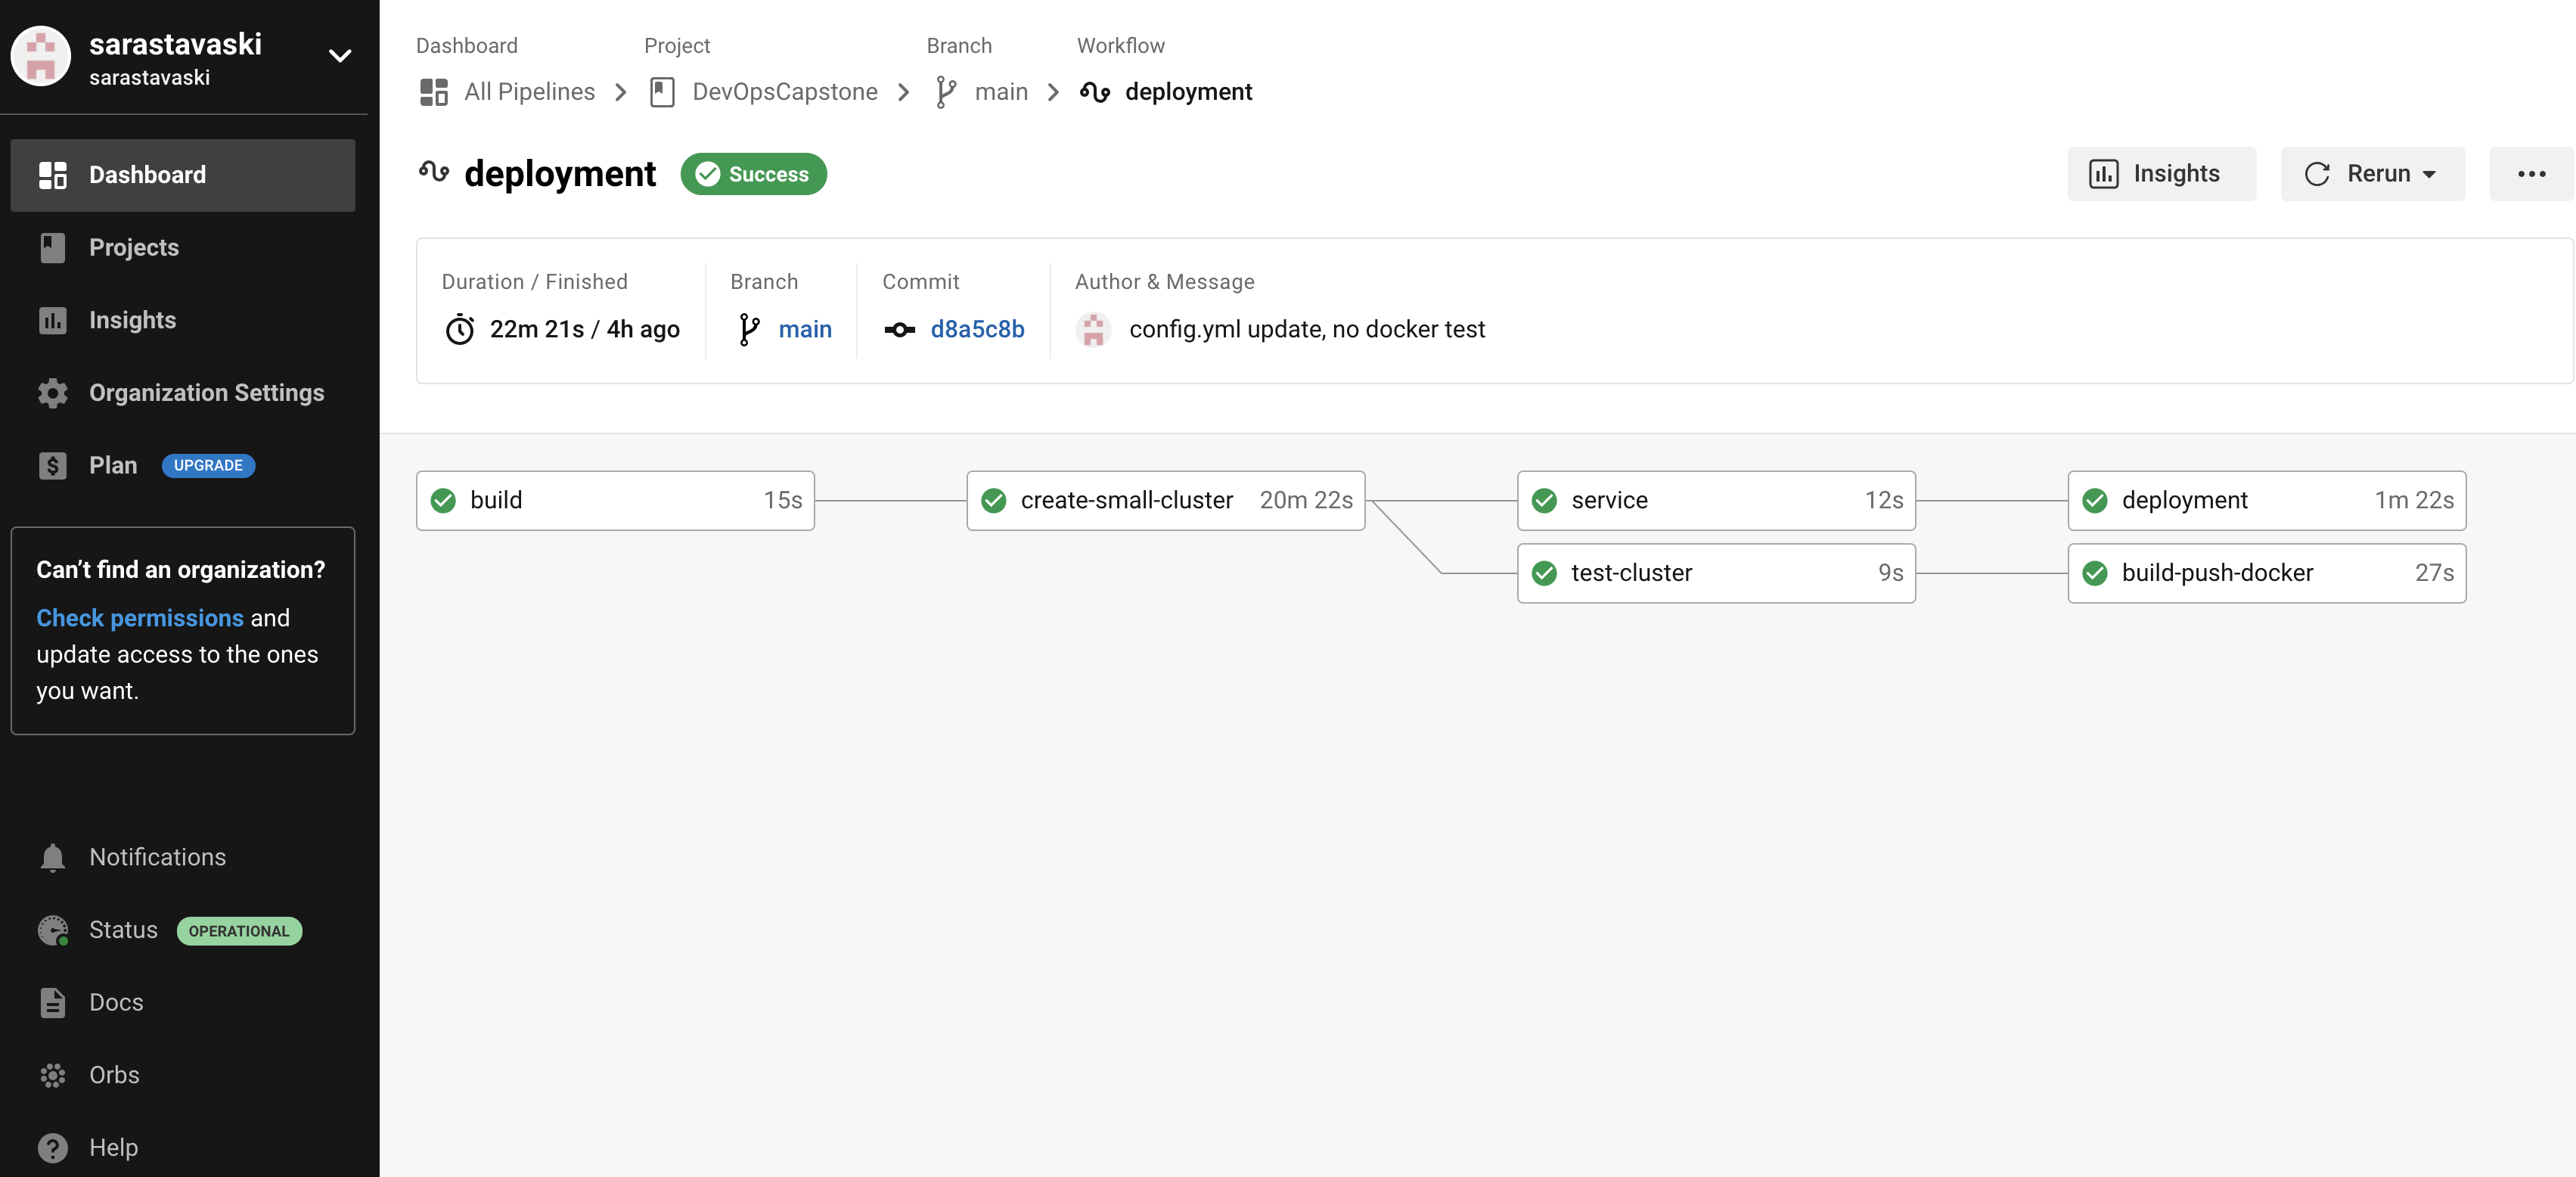 sarastavaski
sarastavaski
Dashboard
Projects
Insights
Organization Settings
Plan UPGRADE
Can't find an organization?
Check permissions and
update access to the ones
you want.
Notifications
Status OPERATIONAL
Docs
Orbs
Help
Dashboard Project Branch Workflow
All Pipelines DevOpsCapstone main deployment
deployment Success Insights Rerun
Duration / Finished Branch Commit Author & Message
22m 21s / 4h ago main d8a5c8b config.yml update, no docker test
build 15s create-small-cluster 20m 22s service 12s deployment 1m 22s
test-cluster 9s build-push-docker 27s